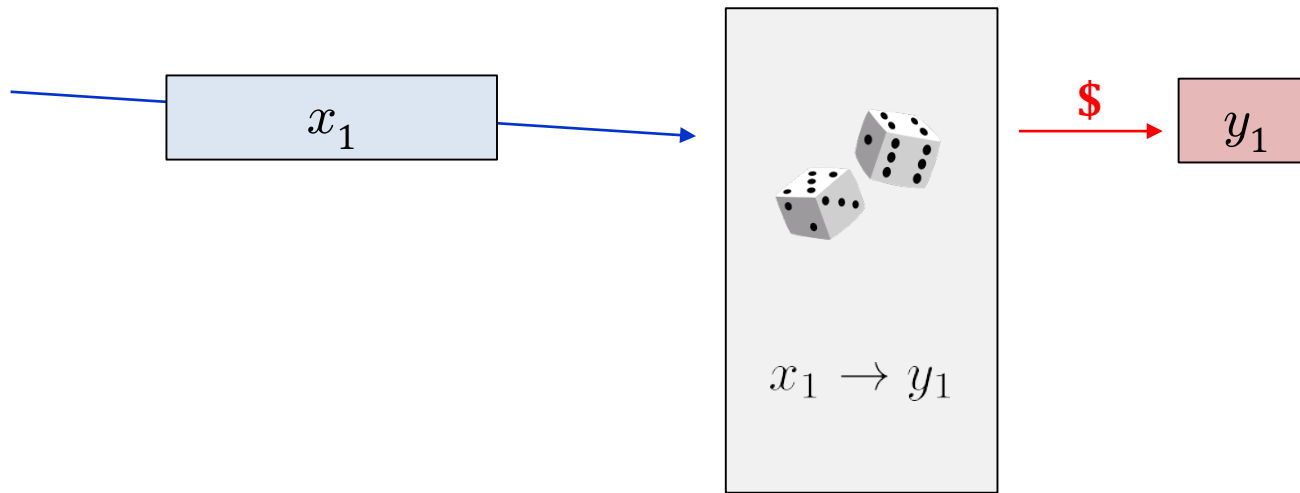 x₁
$
y₁
x₁ → y₁